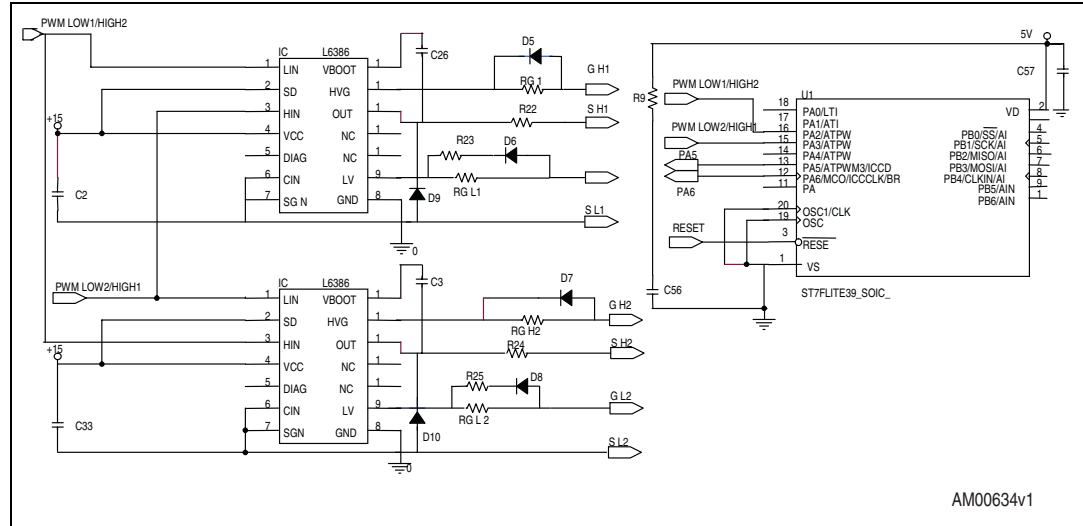 PWM LOW1/HIGH2
IC L6386
1 LIN VBOOT 1
2 SD HVG 1
3 HIN OUT 1
4 VCC NC 1
5 DIAG NC 1
6 CIN LV 9
7 SG N GND 8
+15
C2
C26
D5
RG 1
G H1
R22
S H1
R23
D6
RG L1
D9
S L1
0
PWM LOW2/HIGH1
IC L6386
1 LIN VBOOT 1
2 SD HVG 1
3 HIN OUT 1
4 VCC NC 1
5 DIAG NC 1
6 CIN LV 9
7 SGN GND 8
+15
C33
C3
D7
RG H2
G H2
R24
S H2
R25
D8
RG L 2
G L2
D10
S L2
0
5V
C57
R9
PWM LOW1/HIGH2
PWM LOW2/HIGH1
PA5
PA6
RESET
C56
U1
18 PA0/LTI
17 PA1/ATI
16 PA2/ATPW
15 PA3/ATPW
14 PA4/ATPW
13 PA5/ATPWM3/ICCD
12 PA6/MCO/ICCCLK/BR
11 PA
20 OSC1/CLK
19 OSC
3 RESE
1 VS
VD 2
PB0/SS/AI 4
PB1/SCK/AI 5
PB2/MISO/AI 6
PB3/MOSI/AI 7
PB4/CLKIN/AI 8
PB5/AIN 9
PB6/AIN 1
ST7FLITE39_SOIC_
AM00634v1